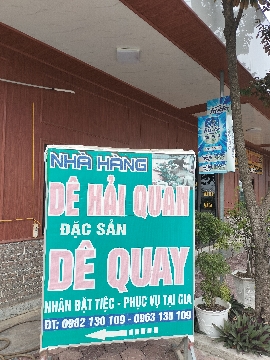 NHÀ HÀNG
DÊ HẢI QUÂN
ĐẶC SẢN
DÊ QUAY
NHẬN ĐẶT TIỆC - PHỤC VỤ TẠI GIA
ĐT: 0982 130 109 - 0963 138 109